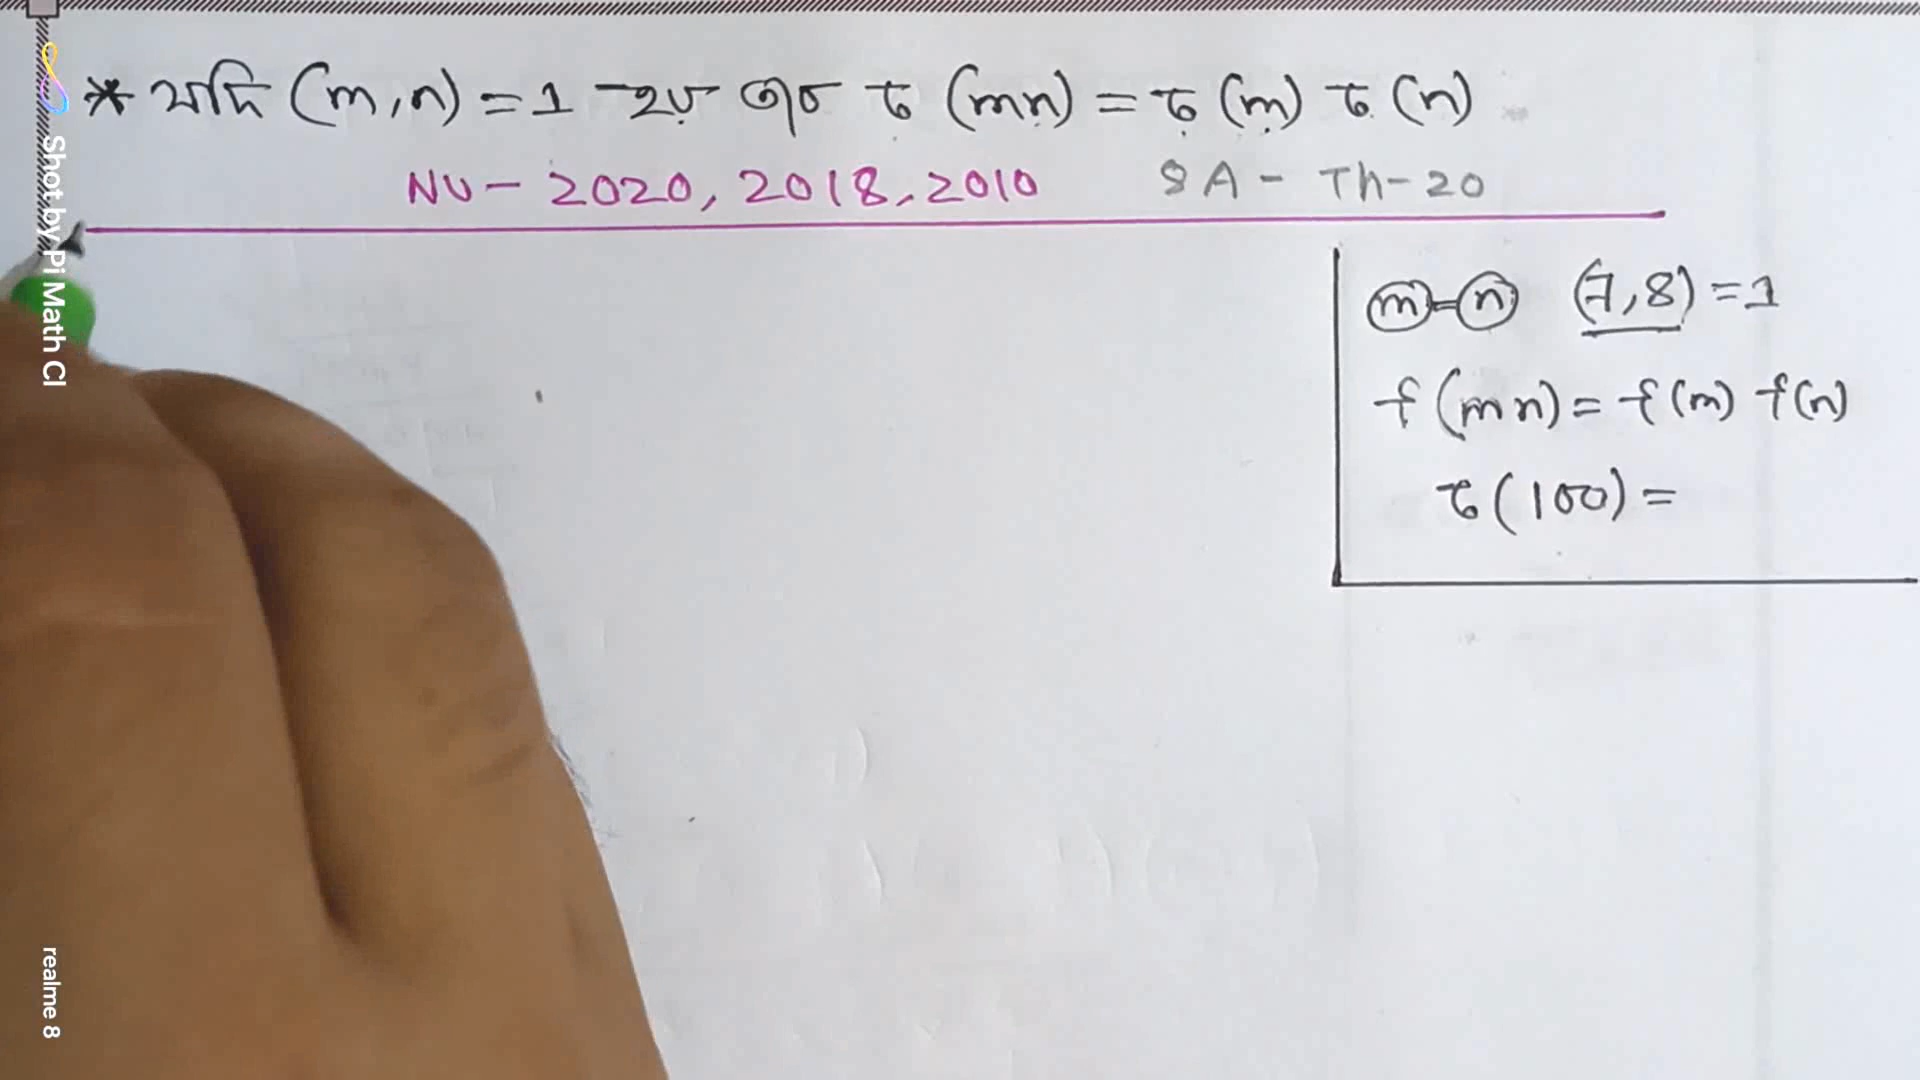 * যদি (m,n) = 1 হয় তবে τ (mn) = τ (m) τ (n)
NU - 2020, 2018, 2010 SA - Th-20
m - n (7,8) = 1
f (mn) = f(m) f(n)
τ (100) =
Shot by Pi Math Cl
realme 8